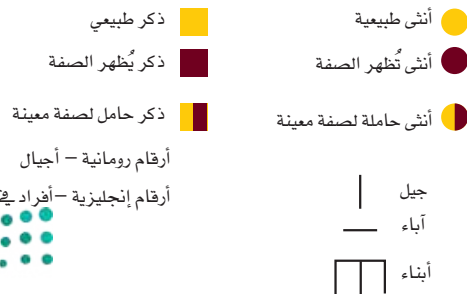 أنثى طبيعية
ذكر طبيعي
أنثى تُظهر الصفة
ذكر يُظهر الصفة
أنثى حاملة لصفة معينة
ذكر حامل لصفة معينة
أرقام رومانية – أجيال
أرقام إنجليزية – أفراد في
جيل
آباء
أبناء